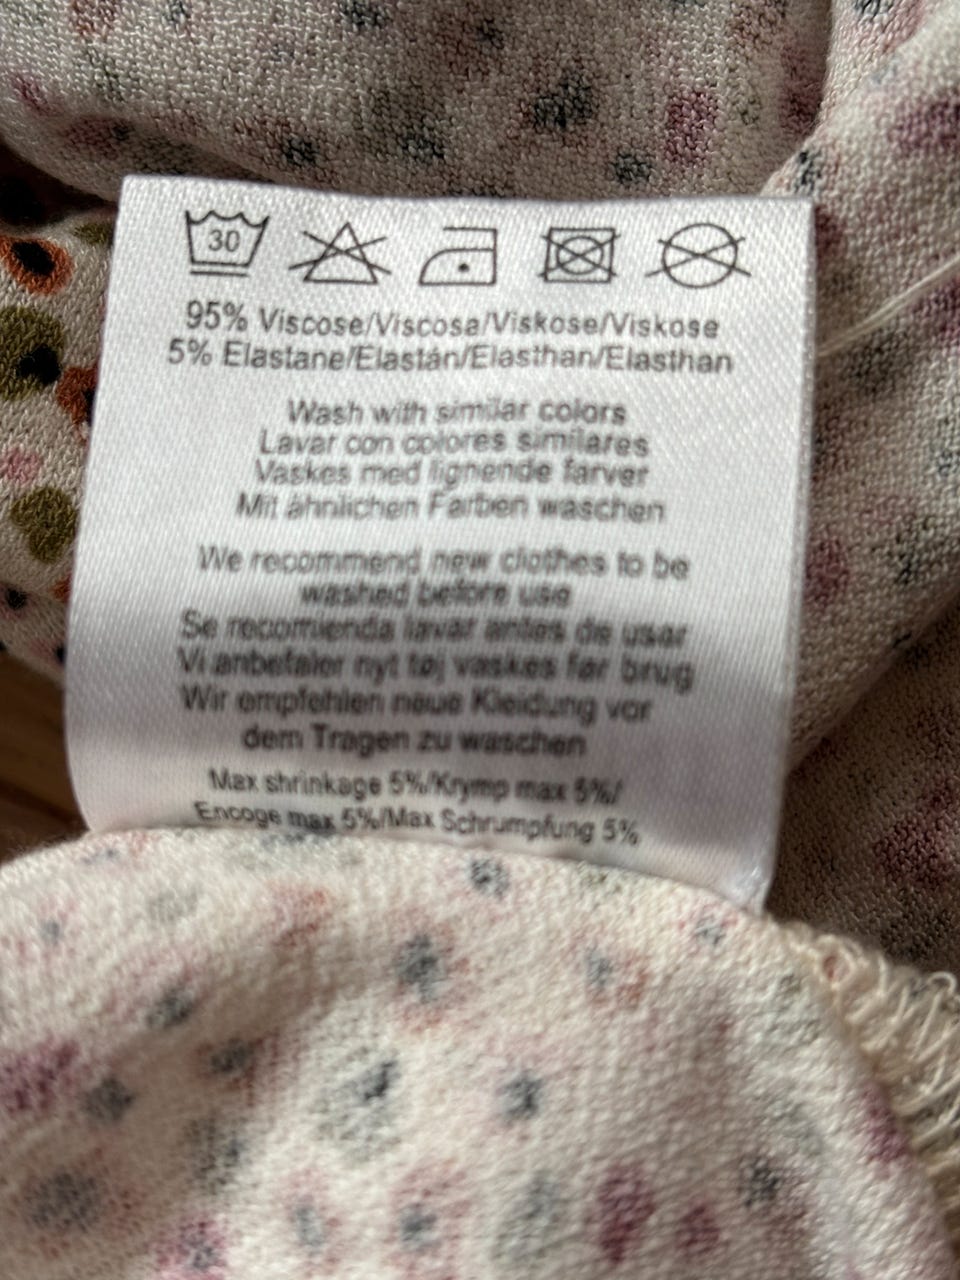 30
95% Viscose/Viscosa/Viskose/Viskose
5% Elastane/Elastán/Elasthan/Elasthan
Wash with similar colors
Lavar con colores similares
Vaskes med lignende farver
Mit ähnlichen Farben waschen
We recommend new clothes to be
washed before use
Se recomienda lavar antes de usar
Vi anbefaler nyt tøj vaskes før brug
Wir empfehlen neue Kleidung vor
dem Tragen zu waschen
Max shrinkage 5%/Krymp max 5%/
Encoge max 5%/Max Schrumpfung 5%